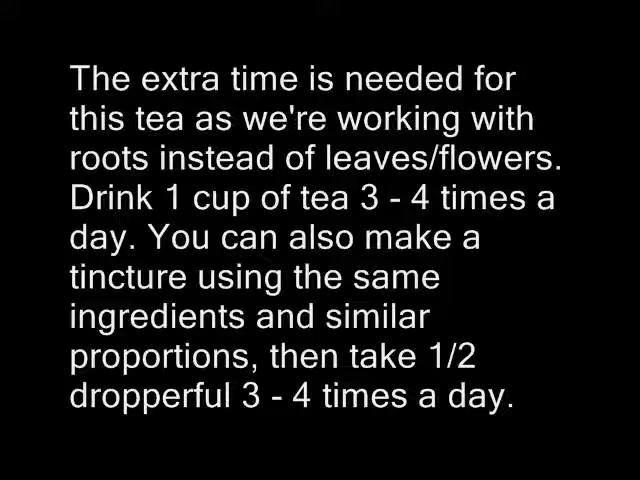 The extra time is needed for
this tea as we're working with
roots instead of leaves/flowers.
Drink 1 cup of tea 3 - 4 times a
day. You can also make a
tincture using the same
ingredients and similar
proportions, then take 1/2
dropperful 3 - 4 times a day.